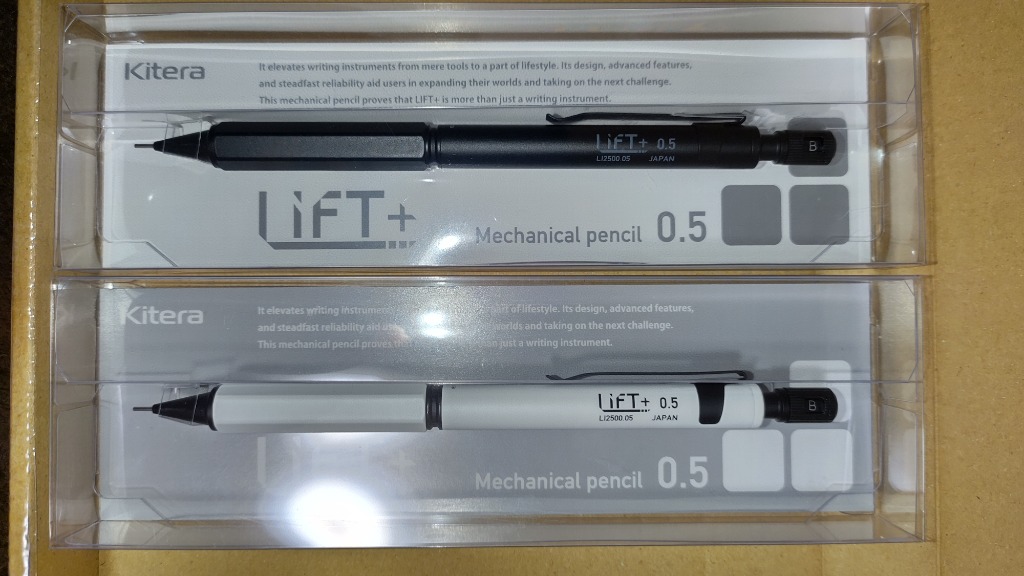 Kitera
It elevates writing instruments from mere tools to a part of lifestyle. Its design, advanced features,
and steadfast reliability aid users in expanding their worlds and taking on the next challenge.
This mechanical pencil proves that LIFT+ is more than just a writing instrument.
LiFT+ 0.5
LI2500.05 JAPAN
B
LiFT+
Mechanical pencil 0.5
Kitera
It elevates writing instrum part of lifestyle. Its design, advanced features,
and steadfast reliability aid worlds and taking on the next challenge.
This mechanical pencil proves than just a writing instrument.
LiFT+ 0.5
LI2500.05 JAPAN
B
Mechanical pencil 0.5